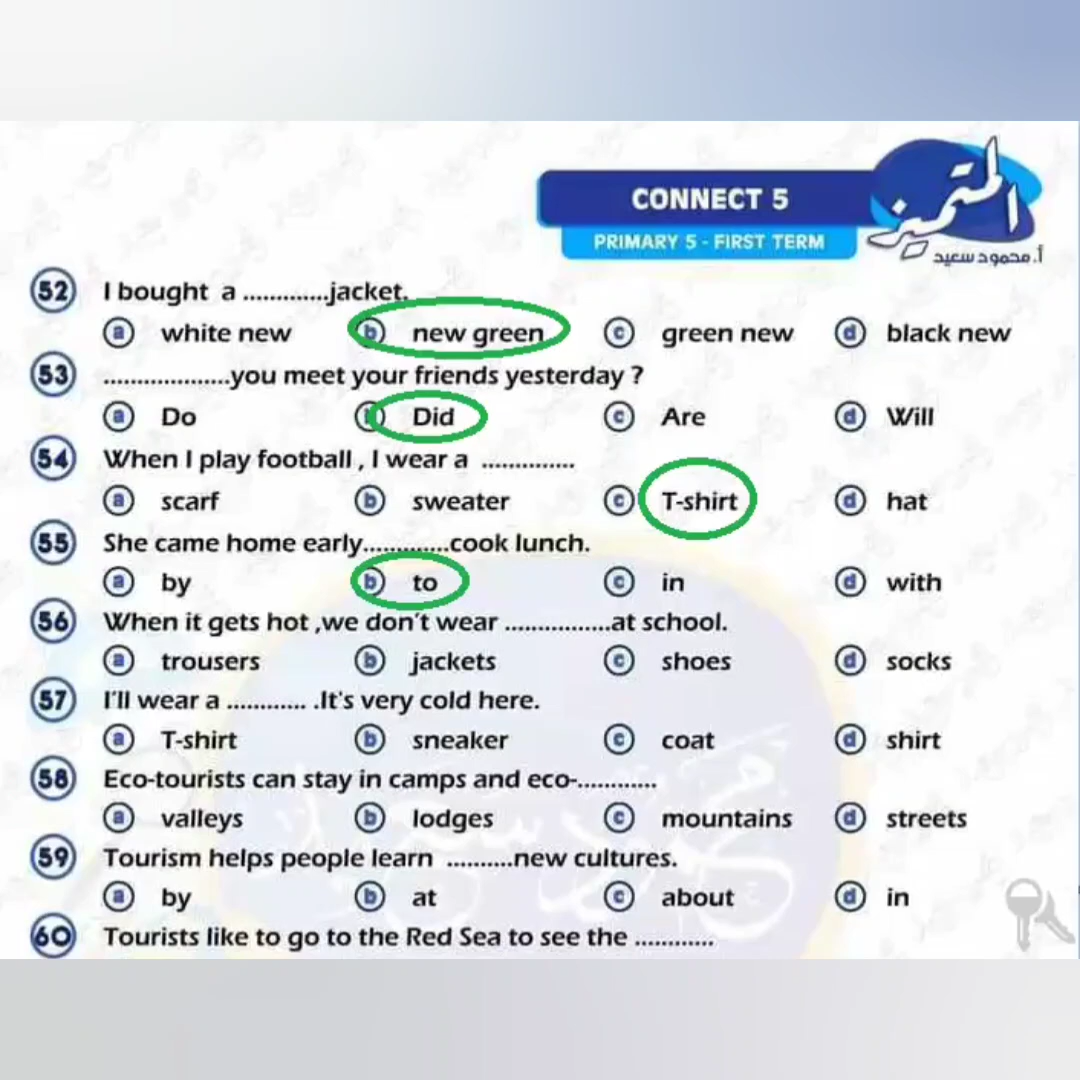 CONNECT 5
المتميز
PRIMARY 5 - FIRST TERM
أ. محمود سعيد
52 I bought a .............jacket.
a white new b new green c green new d black new
53 ...................you meet your friends yesterday ?
a Do b Did c Are d Will
54 When I play football , I wear a ..............
a scarf b sweater c T-shirt d hat
55 She came home early.............cook lunch.
a by b to c in d with
56 When it gets hot ,we don't wear ................at school.
a trousers b jackets c shoes d socks
57 I'll wear a ............ .It's very cold here.
a T-shirt b sneaker c coat d shirt
58 Eco-tourists can stay in camps and eco-............
a valleys b lodges c mountains d streets
59 Tourism helps people learn ..........new cultures.
a by b at c about d in
60 Tourists like to go to the Red Sea to see the ............